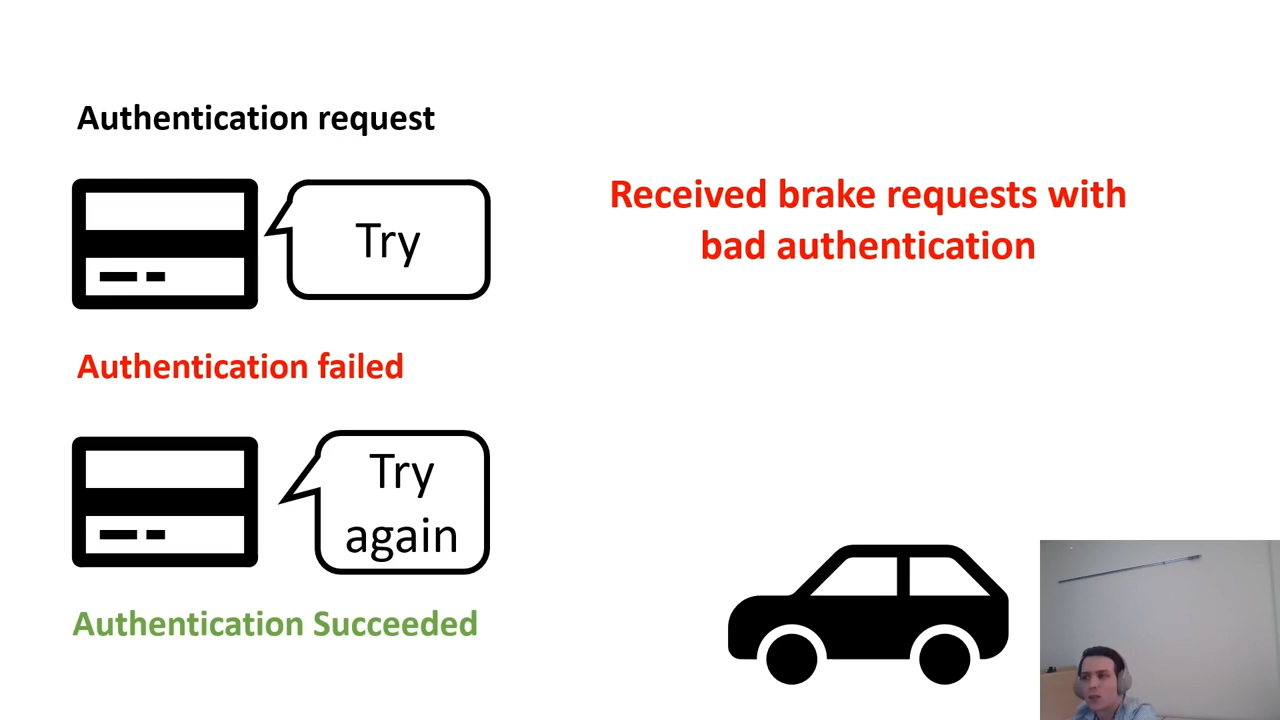 Authentication request
Try
Authentication failed
Try
again
Authentication Succeeded
Received brake requests with
bad authentication